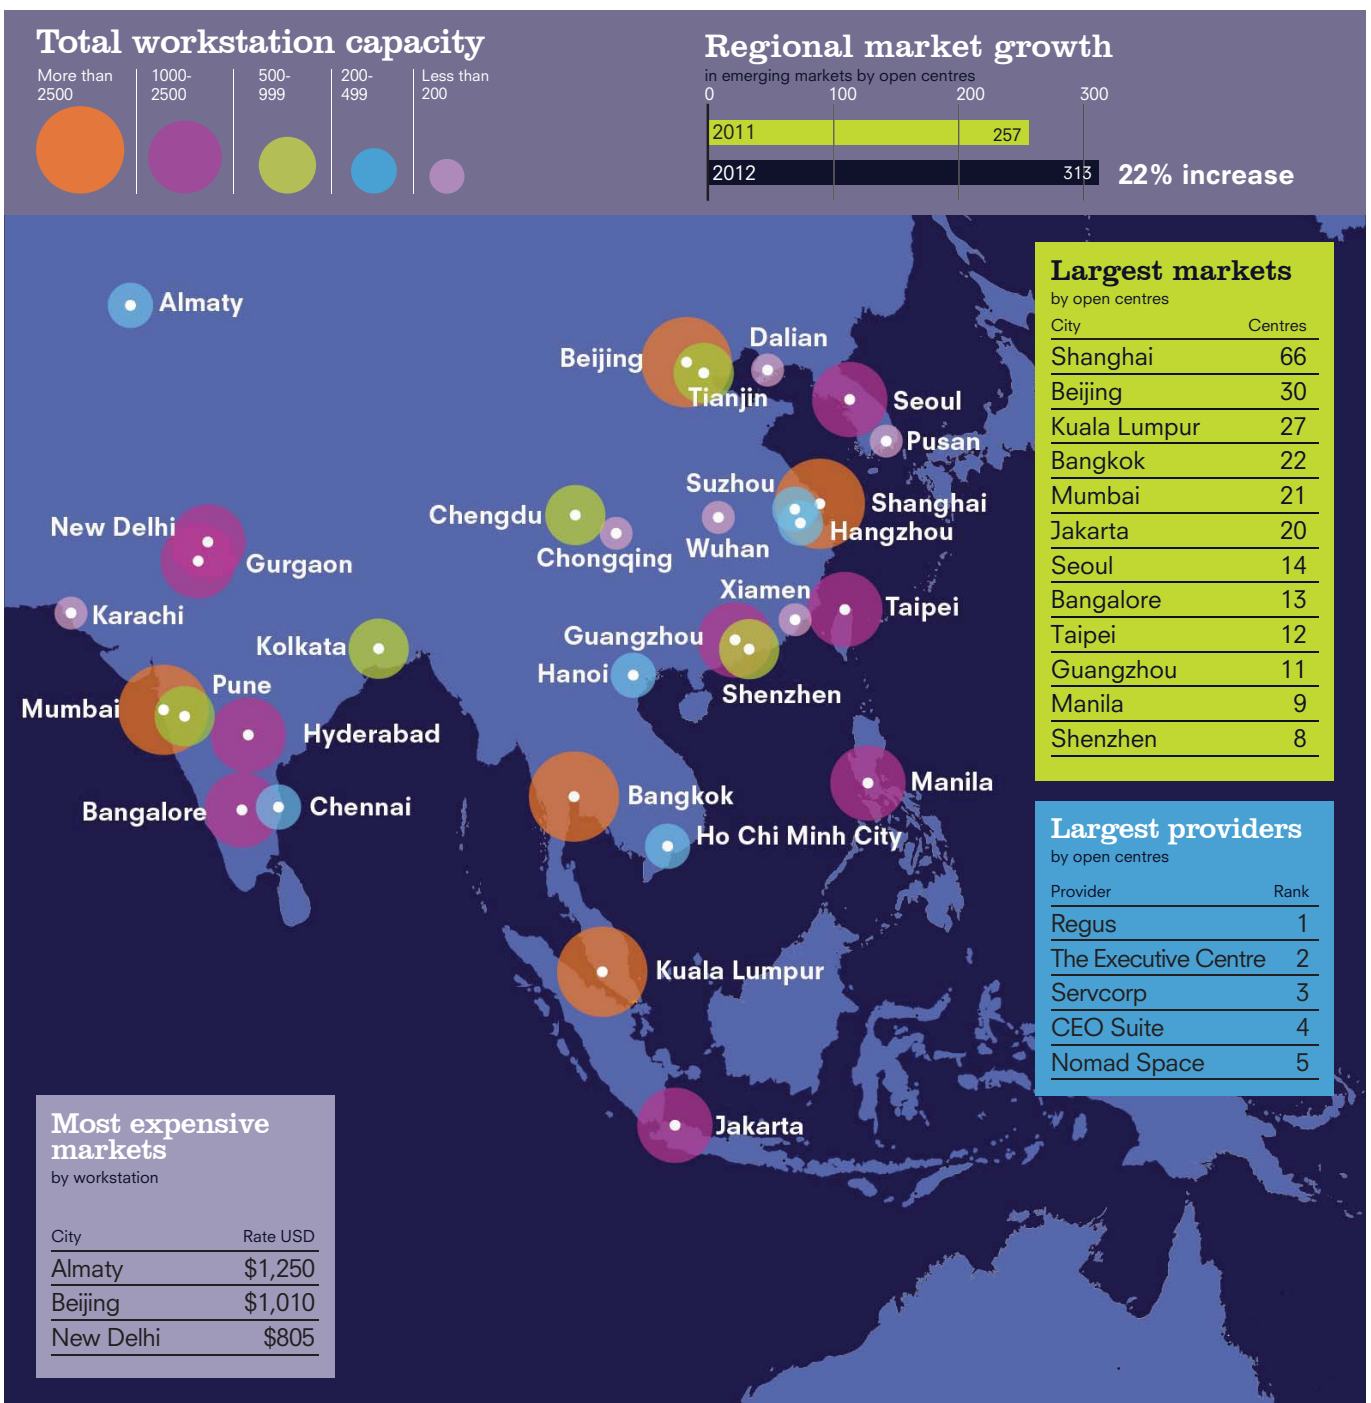 Total workstation capacity
More than
2500
1000-
2500
500-
999
200-
499
Less than
200
Regional market growth
in emerging markets by open centres
0 100 200 300
2011 257
2012 313
22% increase
Almaty
Beijing
Tianjin
Dalian
Seoul
Pusan
Suzhou
Shanghai
Hangzhou
Chengdu
Chongqing
Wuhan
New Delhi
Gurgaon
Karachi
Kolkata
Xiamen
Taipei
Guangzhou
Hanoi
Shenzhen
Pune
Mumbai
Hyderabad
Bangalore
Chennai
Bangkok
Manila
Ho Chi Minh City
Kuala Lumpur
Jakarta
Largest markets
by open centres
City Centres
Shanghai 66
Beijing 30
Kuala Lumpur 27
Bangkok 22
Mumbai 21
Jakarta 20
Seoul 14
Bangalore 13
Taipei 12
Guangzhou 11
Manila 9
Shenzhen 8
Largest providers
by open centres
Provider Rank
Regus 1
The Executive Centre 2
Servcorp 3
CEO Suite 4
Nomad Space 5
Most expensive
markets
by workstation
City Rate USD
Almaty $1,250
Beijing $1,010
New Delhi $805